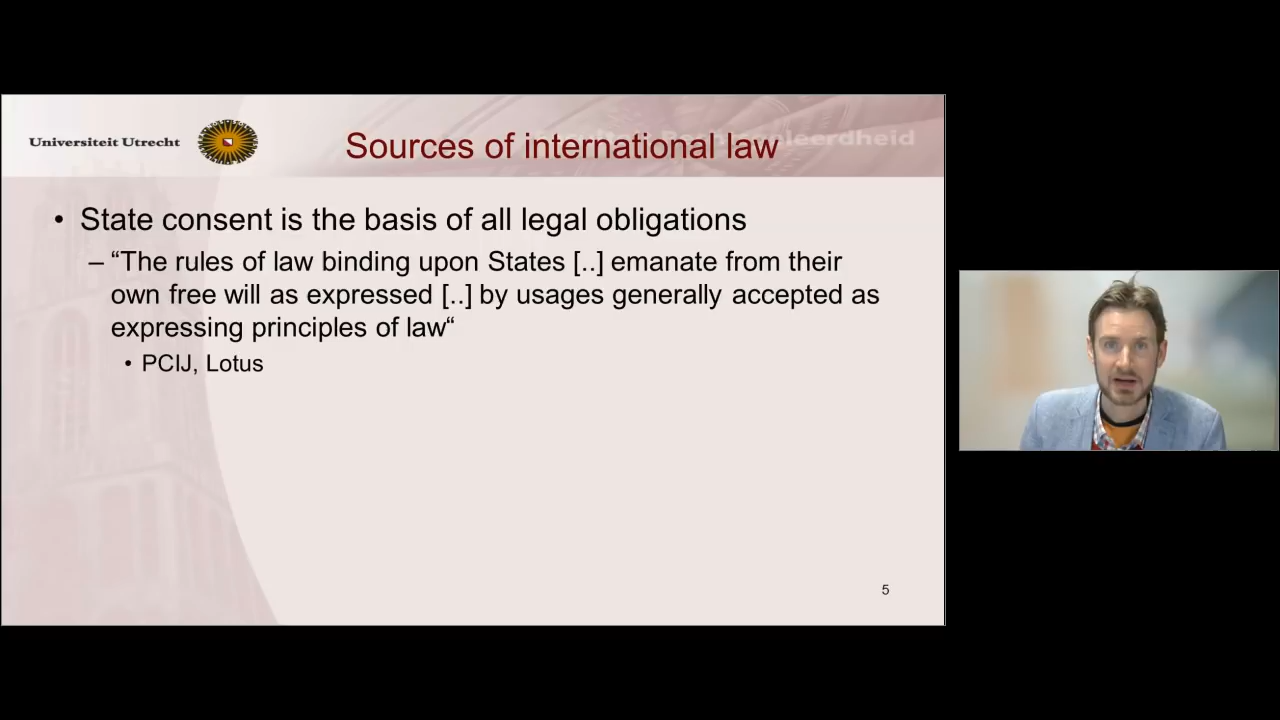 Universiteit Utrecht
Sources of international law
• State consent is the basis of all legal obligations
– “The rules of law binding upon States [..] emanate from their
own free will as expressed [..] by usages generally accepted as
expressing principles of law“
• PCIJ, Lotus
5